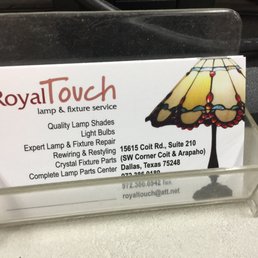 RoyalTouch
lamp & fixture service
Quality Lamp Shades
Light Bulbs
Expert Lamp & Fixture Repair
Rewiring & Restyling
Crystal Fixture Parts
Complete Lamp Parts Center
15615 Coit Rd., Suite 210
(SW Corner Coit & Arapaho)
Dallas, Texas 75248
royaltouch@att.net